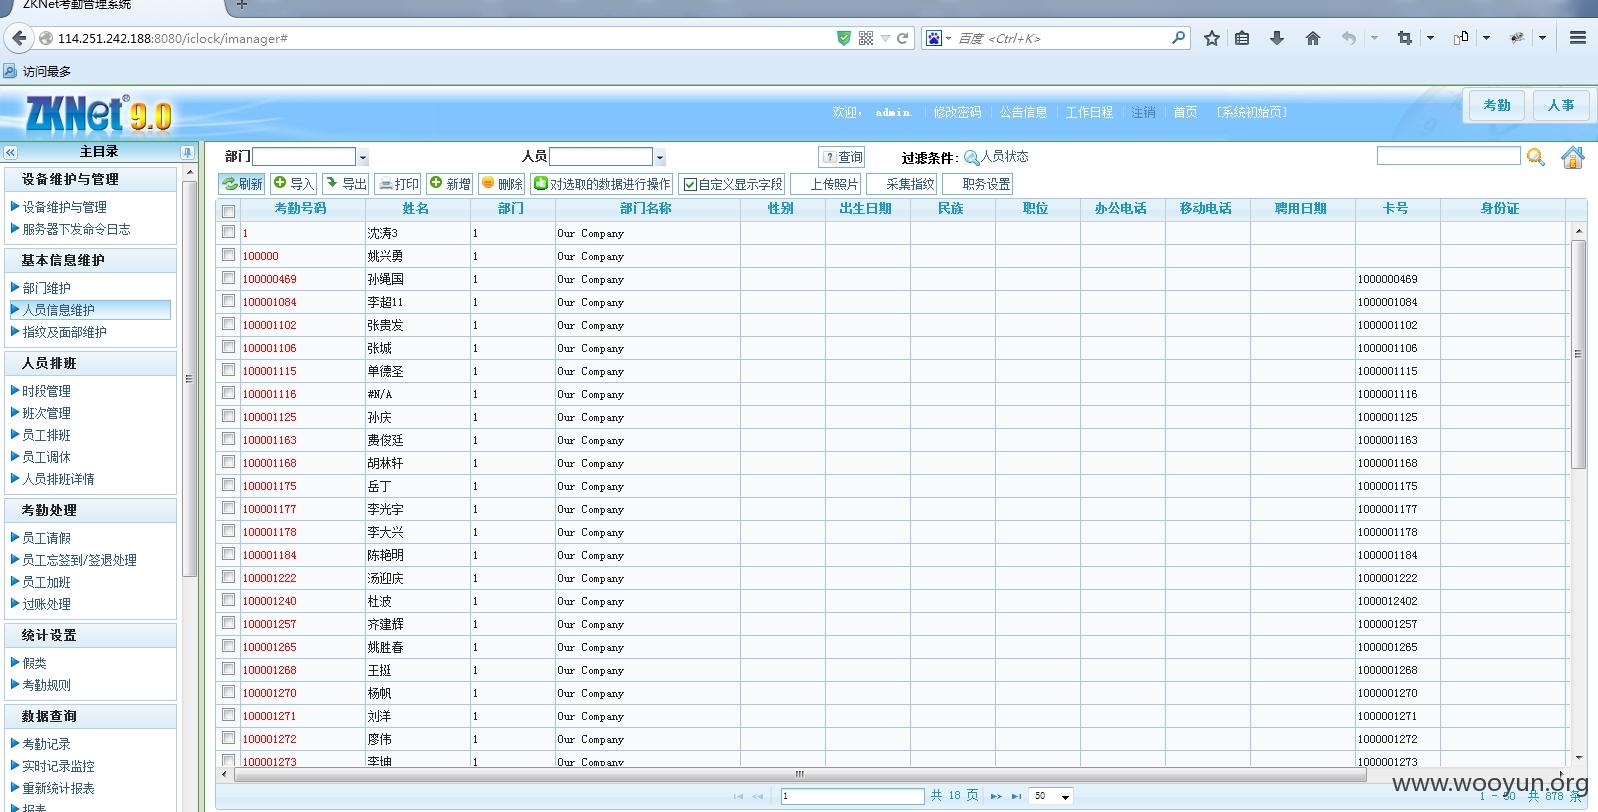 ZKNet考勤管理系统
114.251.242.188:8080/iclock/imanager#
百度 <Ctrl+K>
访问最多
ZKNet® 9.0
欢迎， admin 修改密码 公告信息 工作日程 注销 首页 [系统初始页]
考勤 人事
主目录
设备维护与管理
设备维护与管理
服务器下发命令日志
基本信息维护
部门维护
人员信息维护
指纹及面部维护
人员排班
时段管理
班次管理
员工排班
员工调休
人员排班详情
考勤处理
员工请假
员工忘签到/签退处理
员工加班
过账处理
统计设置
假类
考勤规则
数据查询
考勤记录
实时记录监控
重新统计报表
报表
部门 人员 查询 过滤条件: 人员状态
刷新 导入 导出 打印 新增 删除 对选取的数据进行操作 自定义显示字段 上传照片 采集指纹 职务设置
考勤号码 姓名 部门 部门名称 性别 出生日期 民族 职位 办公电话 移动电话 聘用日期 卡号 身份证
1 沈涛3 1 Our Company
100000 姚兴勇 1 Our Company
100000469 孙绳国 1 Our Company 1000000469
100001084 李超11 1 Our Company 1000001084
100001102 张贵发 1 Our Company 1000001102
100001106 张城 1 Our Company 1000001106
100001115 单德圣 1 Our Company 1000001115
100001116 #N/A 1 Our Company 1000001116
100001125 孙庆 1 Our Company 1000001125
100001163 费俊廷 1 Our Company 1000001163
100001168 胡林轩 1 Our Company 1000001168
100001175 岳丁 1 Our Company 1000001175
100001177 李光宇 1 Our Company 1000001177
100001178 李大兴 1 Our Company 1000001178
100001184 陈艳明 1 Our Company 1000001184
100001222 汤迎庆 1 Our Company 1000001222
100001240 杜波 1 Our Company 1000012402
100001257 齐建辉 1 Our Company 1000001257
100001265 姚胜春 1 Our Company 1000001265
100001268 王挺 1 Our Company 1000001268
100001270 杨帆 1 Our Company 1000001270
100001271 刘洋 1 Our Company 1000001271
100001272 廖伟 1 Our Company 1000001272
100001273 李坤 1 Our Company 1000001273
1 共 18 页 50
1 - 50 共 878 条
www.wooyun.org